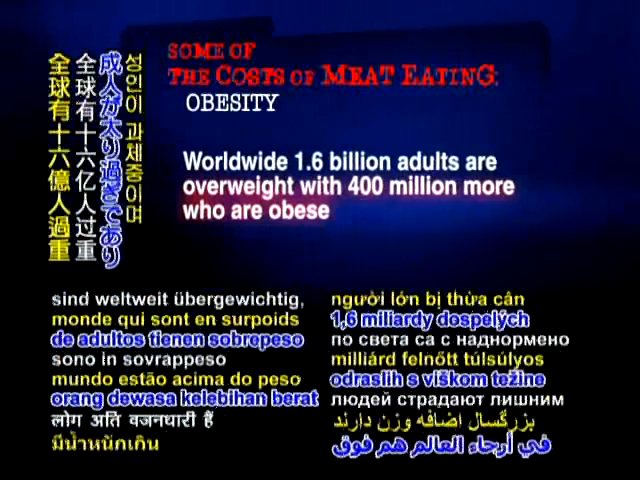 SOME OF
THE COSTS OF MEAT EATING:
OBESITY
Worldwide 1.6 billion adults are
overweight with 400 million more
who are obese
성인이 과체중이며
成人が太り過ぎであり
全球有十六亿人过重
全球有十六億人過重
sind weltweit übergewichtig,
monde qui sont en surpoids
de adultos tienen sobrepeso
sono in sovrappeso
mundo estão acima do peso
orang dewasa kelebihan berat
लोग अति वजनधारी हैं
มีน้ำหนักเกิน
người lớn bị thừa cân
1,6 miliardy dospelých
по света са с наднормено
milliárd felnőtt túlsúlyos
odraslih s viškom težine
людей страдают лишним
بزرگسال اضافه وزن دارند
في أرجاء العالم هم فوق